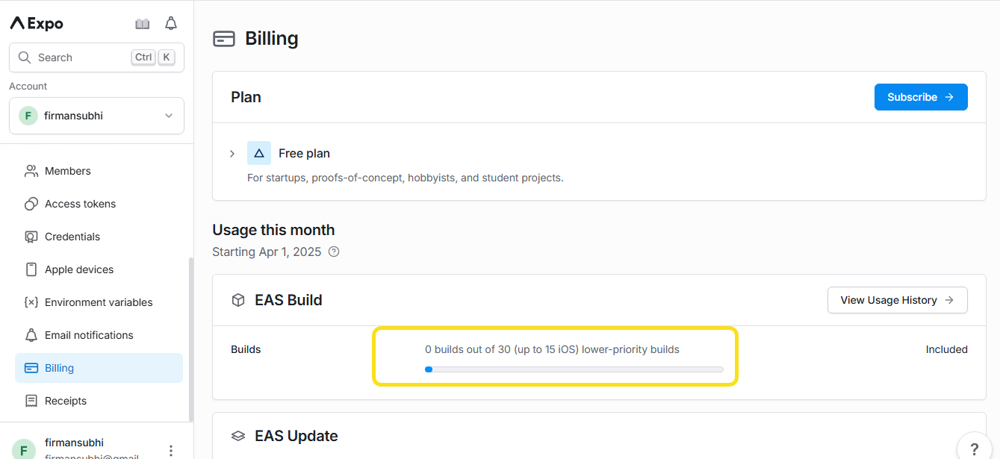 Expo
Search Ctrl K
Account
F firmansubhi
Members
Access tokens
Credentials
Apple devices
Environment variables
Email notifications
Billing
Receipts
F firmansubhi
Billing
Plan
Subscribe →
Free plan
For startups, proofs-of-concept, hobbyists, and student projects.
Usage this month
Starting Apr 1, 2025 ?
EAS Build
View Usage History →
Builds
0 builds out of 30 (up to 15 iOS) lower-priority builds
Included
EAS Update
?